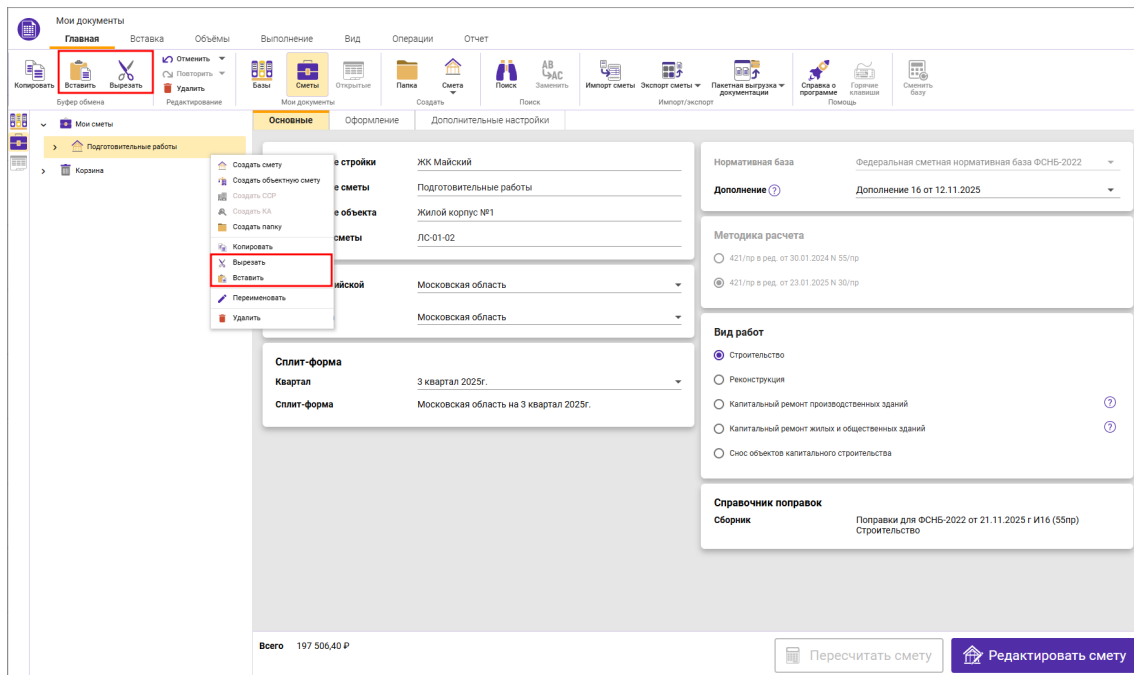 Мои документы
Главная Вставка Объёмы Выполнение Вид Операции Отчет
Копировать Вставить Вырезать
Буфер обмена
Отменить
Повторить
Удалить
Редактирование
Базы Сметы Открытые
Мои документы
Папка Смета
Создать
Поиск AB AC Заменить
Поиск
Импорт сметы Экспорт сметы Пакетная выгрузка документации
Импорт/экспорт
Справка о программе Горячие клавиши
Помощь
Сменить базу
Мои сметы
Подготовительные работы
Корзина
Создать смету
Создать объектную смету
Создать ССР
Создать КА
Создать папку
Копировать
Вырезать
Вставить
Переименовать
Удалить
Основные Оформление Дополнительные настройки
е стройки ЖК Майский
е сметы Подготовительные работы
е объекта Жилой корпус №1
сметы ЛС-01-02
ийской Московская область
Московская область
Сплит-форма
Квартал 3 квартал 2025г.
Сплит-форма Московская область на 3 квартал 2025г.
Нормативная база Федеральная сметная нормативная база ФСНБ-2022
Дополнение ? Дополнение 16 от 12.11.2025
Методика расчета
421/пр в ред. от 30.01.2024 N 55/пр
421/пр в ред. от 23.01.2025 N 30/пр
Вид работ
Строительство
Реконструкция
Капитальный ремонт производственных зданий ?
Капитальный ремонт жилых и общественных зданий ?
Снос объектов капитального строительства
Справочник поправок
Сборник Поправки для ФСНБ-2022 от 21.11.2025 г И16 (55пр)
Строительство
Всего 197 506,40 ₽
Пересчитать смету Редактировать смету